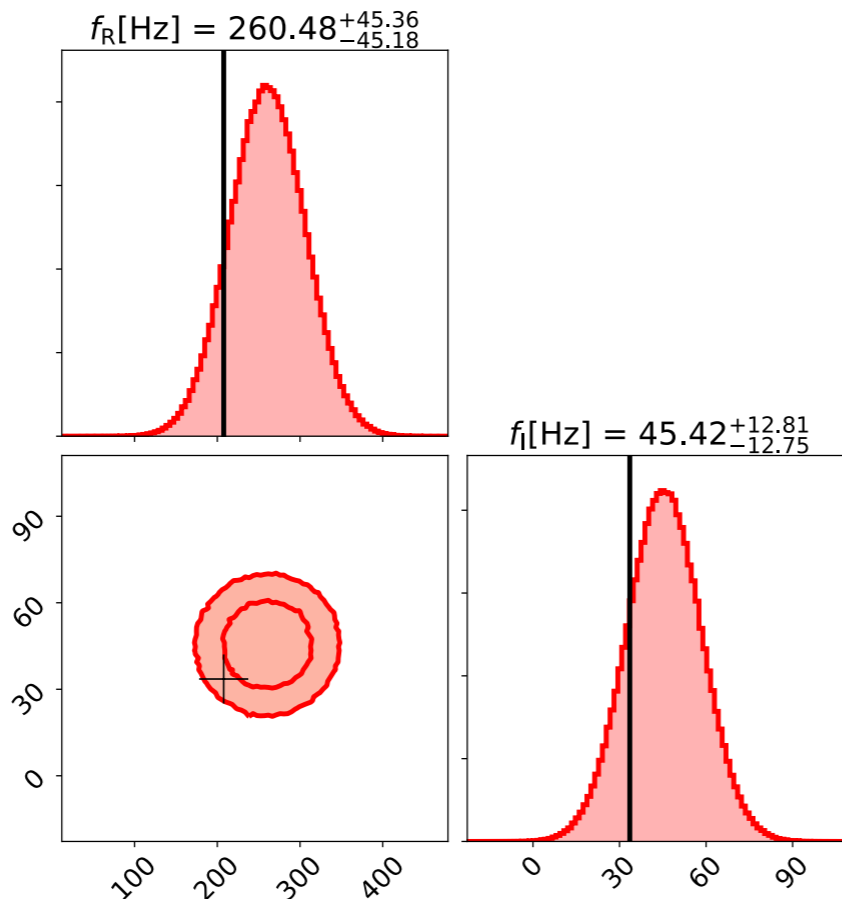 f_R[Hz] = 260.48^{+45.36}_{-45.18}
f_I[Hz] = 45.42^{+12.81}_{-12.75}
90
60
30
0
100 200 300 400
0 30 60 90